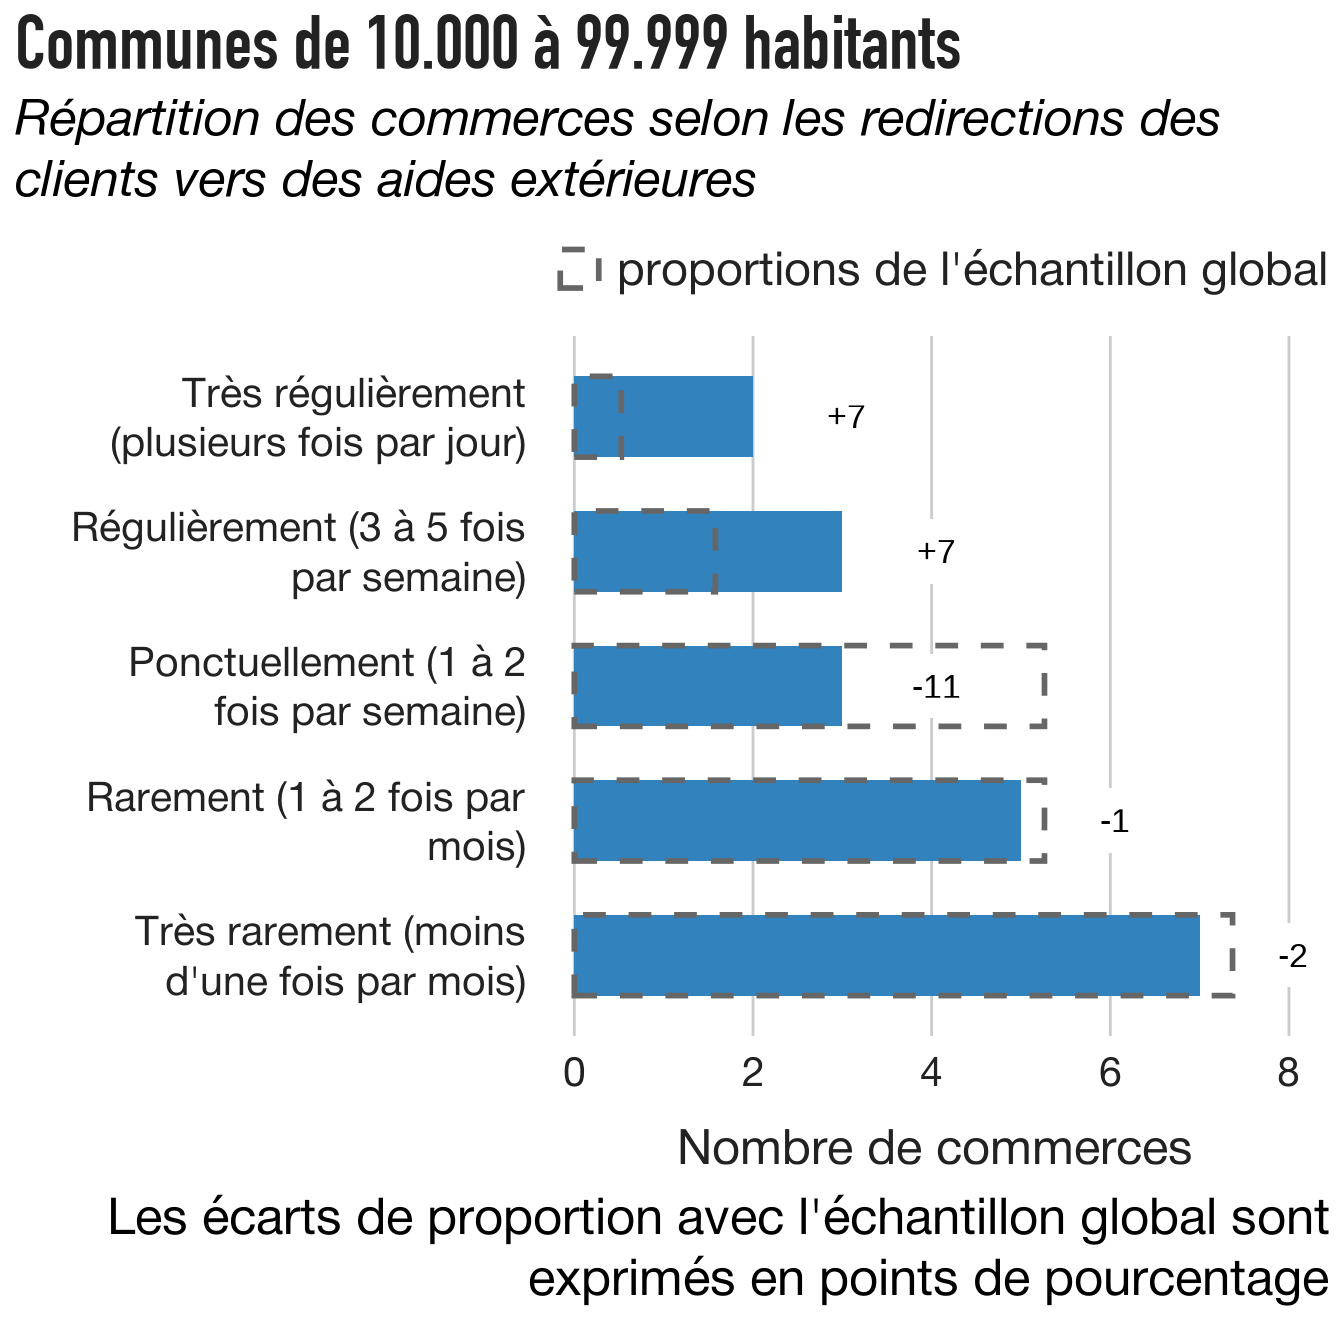 Communes de 10.000 à 99.999 habitants
Répartition des commerces selon les redirections des
clients vers des aides extérieures
proportions de l'échantillon global
Très régulièrement
(plusieurs fois par jour)
+7
Régulièrement (3 à 5 fois
par semaine)
+7
Ponctuellement (1 à 2
fois par semaine)
-11
Rarement (1 à 2 fois par
mois)
-1
Très rarement (moins
d'une fois par mois)
-2
0 2 4 6 8
Nombre de commerces
Les écarts de proportion avec l'échantillon global sont
exprimés en points de pourcentage